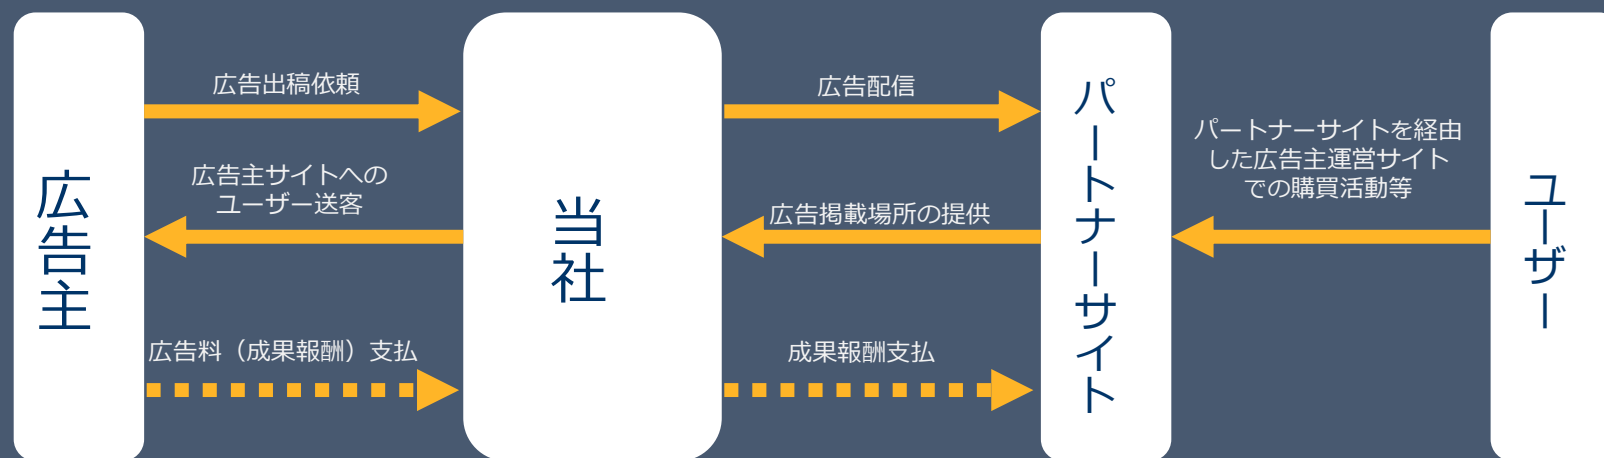 広告主
広告出稿依頼
広告主サイトへの
ユーザー送客
広告料（成果報酬）支払
当社
広告配信
広告掲載場所の提供
成果報酬支払
パートナーサイト
パートナーサイトを経由
した広告主運営サイト
での購買活動等
ユーザー